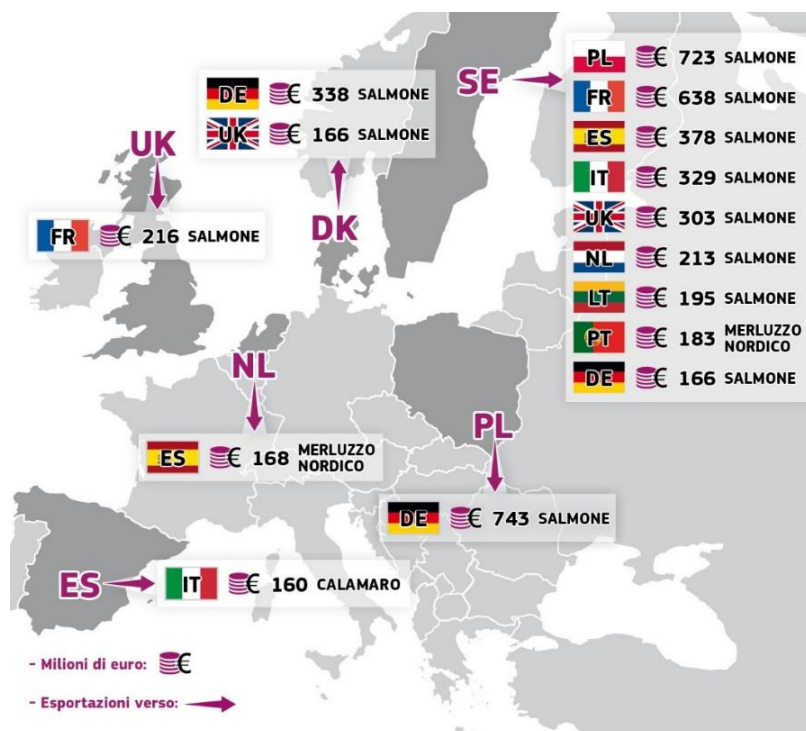 DE € 338 SALMONE
UK € 166 SALMONE
SE
PL € 723 SALMONE
FR € 638 SALMONE
ES € 378 SALMONE
IT € 329 SALMONE
UK € 303 SALMONE
NL € 213 SALMONE
LT € 195 SALMONE
PT € 183 MERLUZZO
NORDICO
DE € 166 SALMONE
UK
FR € 216 SALMONE
DK
NL
ES € 168 MERLUZZO
NORDICO
PL
DE € 743 SALMONE
ES
IT € 160 CALAMARO
- Milioni di euro: €
- Esportazioni verso: